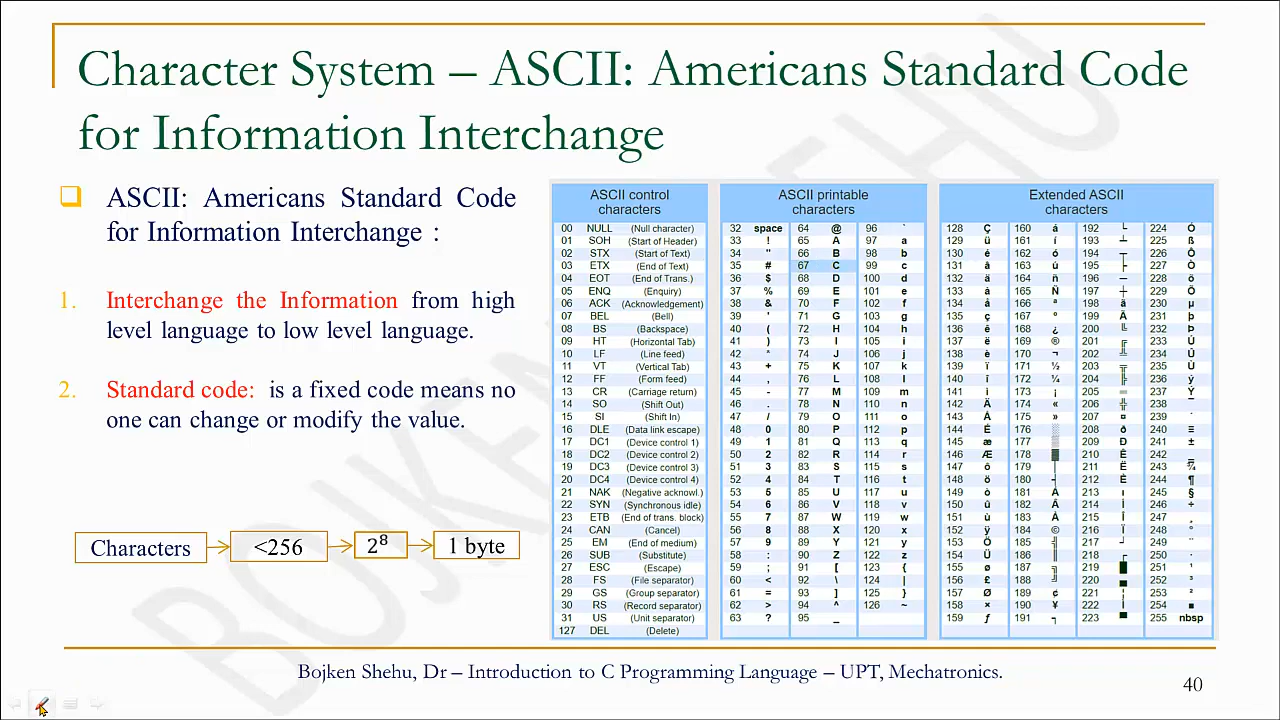 Character System – ASCII: Americans Standard Code
for Information Interchange
❑ ASCII: Americans Standard Code
for Information Interchange :
1. Interchange the Information from high
level language to low level language.
2. Standard code: is a fixed code means no
one can change or modify the value.
Characters <256 2⁸ 1 byte
ASCII control
characters
00 NULL (Null character)
01 SOH (Start of Header)
02 STX (Start of Text)
03 ETX (End of Text)
04 EOT (End of Trans.)
05 ENQ (Enquiry)
06 ACK (Acknowledgement)
07 BEL (Bell)
08 BS (Backspace)
09 HT (Horizontal Tab)
10 LF (Line feed)
11 VT (Vertical Tab)
12 FF (Form feed)
13 CR (Carriage return)
14 SO (Shift Out)
15 SI (Shift In)
16 DLE (Data link escape)
17 DC1 (Device control 1)
18 DC2 (Device control 2)
19 DC3 (Device control 3)
20 DC4 (Device control 4)
21 NAK (Negative acknowl.)
22 SYN (Synchronous idle)
23 ETB (End of trans. block)
24 CAN (Cancel)
25 EM (End of medium)
26 SUB (Substitute)
27 ESC (Escape)
28 FS (File separator)
29 GS (Group separator)
30 RS (Record separator)
31 US (Unit separator)
127 DEL (Delete)
ASCII printable
characters
32 space 64 @ 96 `
33 ! 65 A 97 a
34 " 66 B 98 b
35 # 67 C 99 c
36 $ 68 D 100 d
37 % 69 E 101 e
38 & 70 F 102 f
39 ' 71 G 103 g
40 ( 72 H 104 h
41 ) 73 I 105 i
42 * 74 J 106 j
43 + 75 K 107 k
44 , 76 L 108 l
45 - 77 M 109 m
46 . 78 N 110 n
47 / 79 O 111 o
48 0 80 P 112 p
49 1 81 Q 113 q
50 2 82 R 114 r
51 3 83 S 115 s
52 4 84 T 116 t
53 5 85 U 117 u
54 6 86 V 118 v
55 7 87 W 119 w
56 8 88 X 120 x
57 9 89 Y 121 y
58 : 90 Z 122 z
59 ; 91 [ 123 {
60 < 92 \ 124 |
61 = 93 ] 125 }
62 > 94 ^ 126 ~
63 ? 95 _
Extended ASCII
characters
128 Ç 160 á 192 └ 224 Ó
129 ü 161 í 193 ┴ 225 ß
130 é 162 ó 194 ┬ 226 Ô
131 â 163 ú 195 ├ 227 Ò
132 ä 164 ñ 196 ─ 228 õ
133 à 165 Ñ 197 ┼ 229 Õ
134 å 166 ª 198 ã 230 µ
135 ç 167 º 199 Ã 231 þ
136 ê 168 ¿ 200 ╚ 232 Þ
137 ë 169 ® 201 ╔ 233 Ú
138 è 170 ¬ 202 ╩ 234 Û
139 ï 171 ½ 203 ╦ 235 Ù
140 î 172 ¼ 204 ╠ 236 ý
141 ì 173 ¡ 205 ═ 237 Ý
142 Ä 174 « 206 ╬ 238 ¯
143 Å 175 » 207 ¤ 239 ´
144 É 176 ░ 208 ð 240 ≡
145 æ 177 ▒ 209 Ð 241 ±
146 Æ 178 ▓ 210 Ê 242 ‗
147 ô 179 │ 211 Ë 243 ¾
148 ö 180 ┤ 212 È 244 ¶
149 ò 181 Á 213 ı 245 §
150 û 182 Â 214 Í 246 ÷
151 ù 183 À 215 Î 247 ¸
152 ÿ 184 © 216 Ï 248 °
153 Ö 185 ╣ 217 ┘ 249 ¨
154 Ü 186 ║ 218 ┌ 250 ·
155 ø 187 ╗ 219 █ 251 ¹
156 £ 188 ╝ 220 ▄ 252 ³
157 Ø 189 ¢ 221 ¦ 253 ²
158 × 190 ¥ 222 Ì 254 ■
159 ƒ 191 ┐ 223 ▀ 255 nbsp
Bojken Shehu, Dr – Introduction to C Programming Language – UPT, Mechatronics.
40